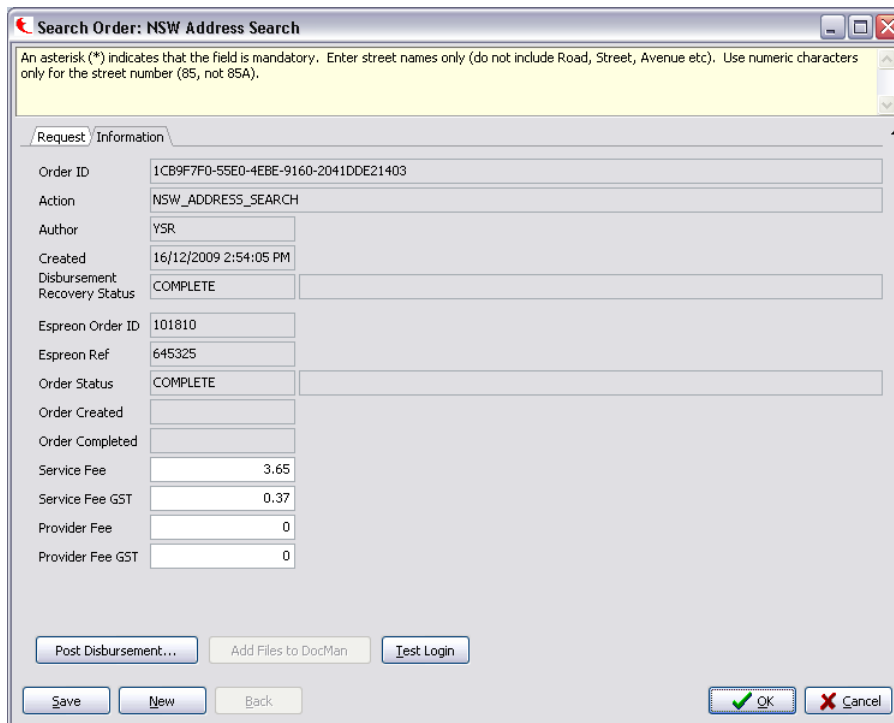 Search Order: NSW Address Search
An asterisk (*) indicates that the field is mandatory. Enter street names only (do not include Road, Street, Avenue etc). Use numeric characters
only for the street number (85, not 85A).
Request Information
Order ID 1CB9F7F0-55E0-4EBE-9160-2041DDE21403
Action NSW_ADDRESS_SEARCH
Author YSR
Created 16/12/2009 2:54:05 PM
Disbursement
Recovery Status COMPLETE
Espreon Order ID 101810
Espreon Ref 645325
Order Status COMPLETE
Order Created
Order Completed
Service Fee 3.65
Service Fee GST 0.37
Provider Fee 0
Provider Fee GST 0
Post Disbursement... Add Files to DocMan Test Login
Save New Back OK Cancel